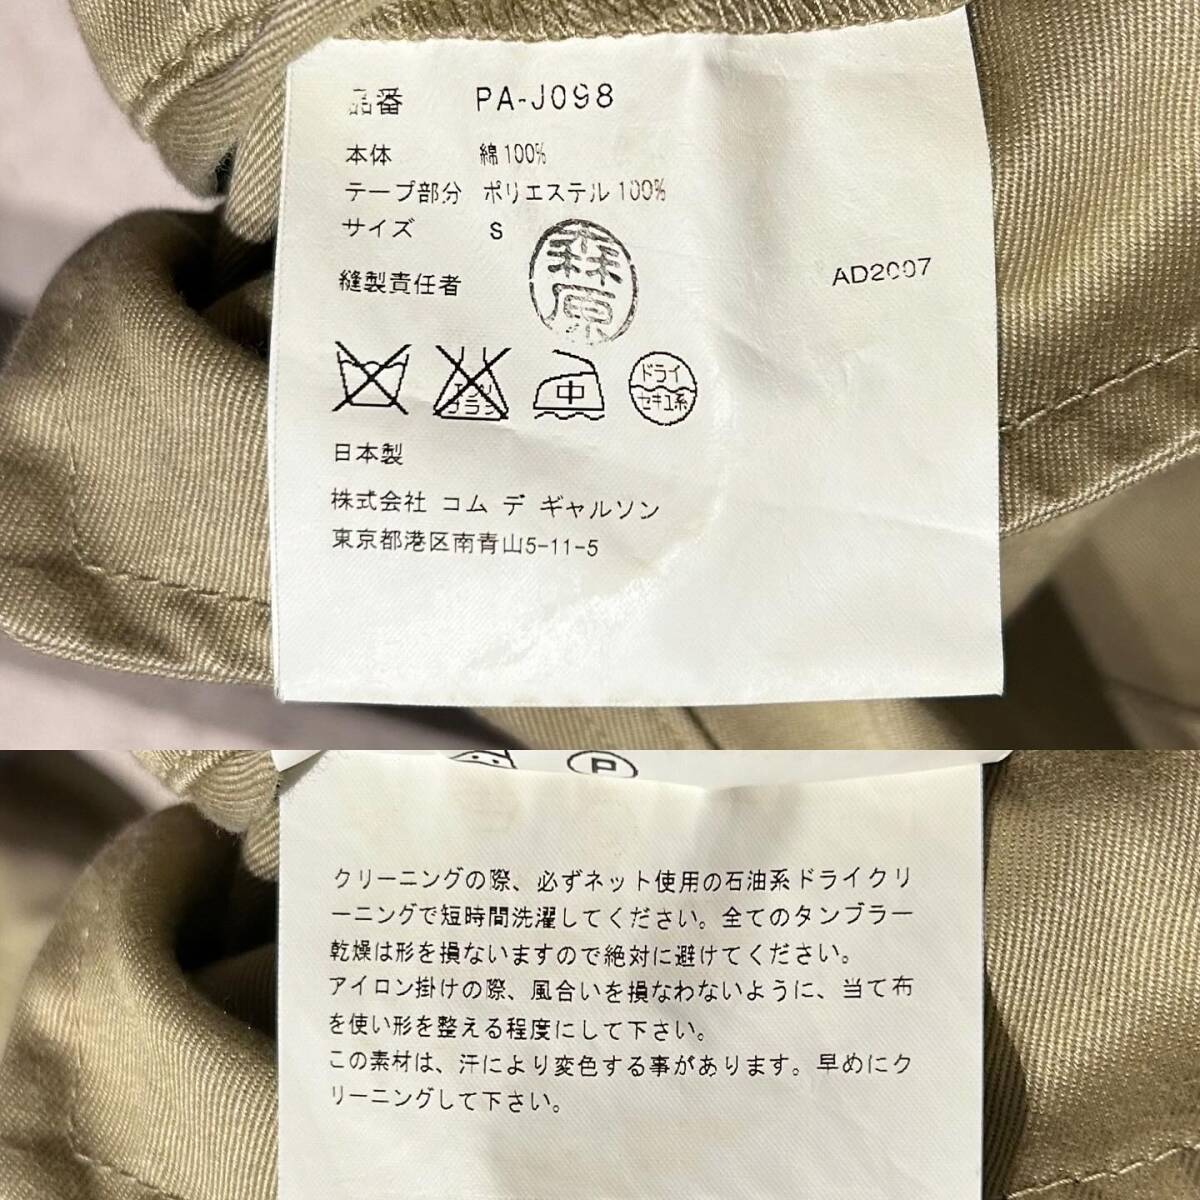 品番 PA-J098
本体 綿100%
テープ部分 ポリエステル100%
サイズ S
縫製責任者 森原
AD2007
エンソ
フラシ
中
ドライ
セキユ系
日本製
株式会社 コム デ ギャルソン
東京都港区南青山5-11-5
P
クリーニングの際、必ずネット使用の石油系ドライクリ
ーニングで短時間洗濯してください。全てのタンブラー
乾燥は形を損ないますので絶対に避けてください。
アイロン掛けの際、風合いを損なわないように、当て布
を使い形を整える程度にして下さい。
この素材は、汗により変色する事があります。早めにク
リーニングして下さい。